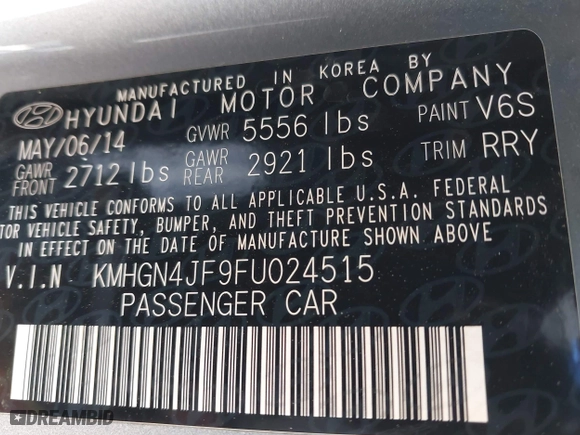 MANUFACTURED IN KOREA BY
HYUNDAI MOTOR COMPANY
MAY/06/14 GVWR 5556 lbs PAINT V6S
GAWR FRONT 2712 lbs GAWR REAR 2921 lbs TRIM RRY
THIS VEHICLE CONFORMS TO ALL APPLICABLE U.S.A. FEDERAL
MOTOR VEHICLE SAFETY, BUMPER, AND THEFT PREVENTION STANDARDS
IN EFFECT ON THE DATE OF MANUFACTURE SHOWN ABOVE
V.I.N KMHGN4JF9FU024515
PASSENGER CAR
DREAMBID